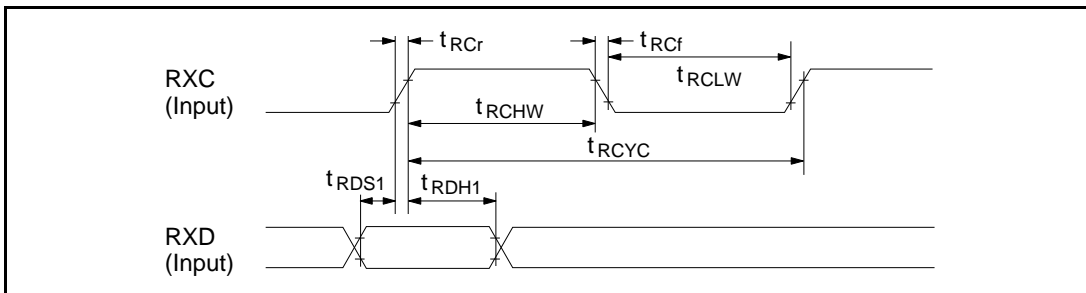 tRCr
tRCf
RXC
(Input)
tRCLW
tRCHW
tRCYC
tRDS1
tRDH1
RXD
(Input)